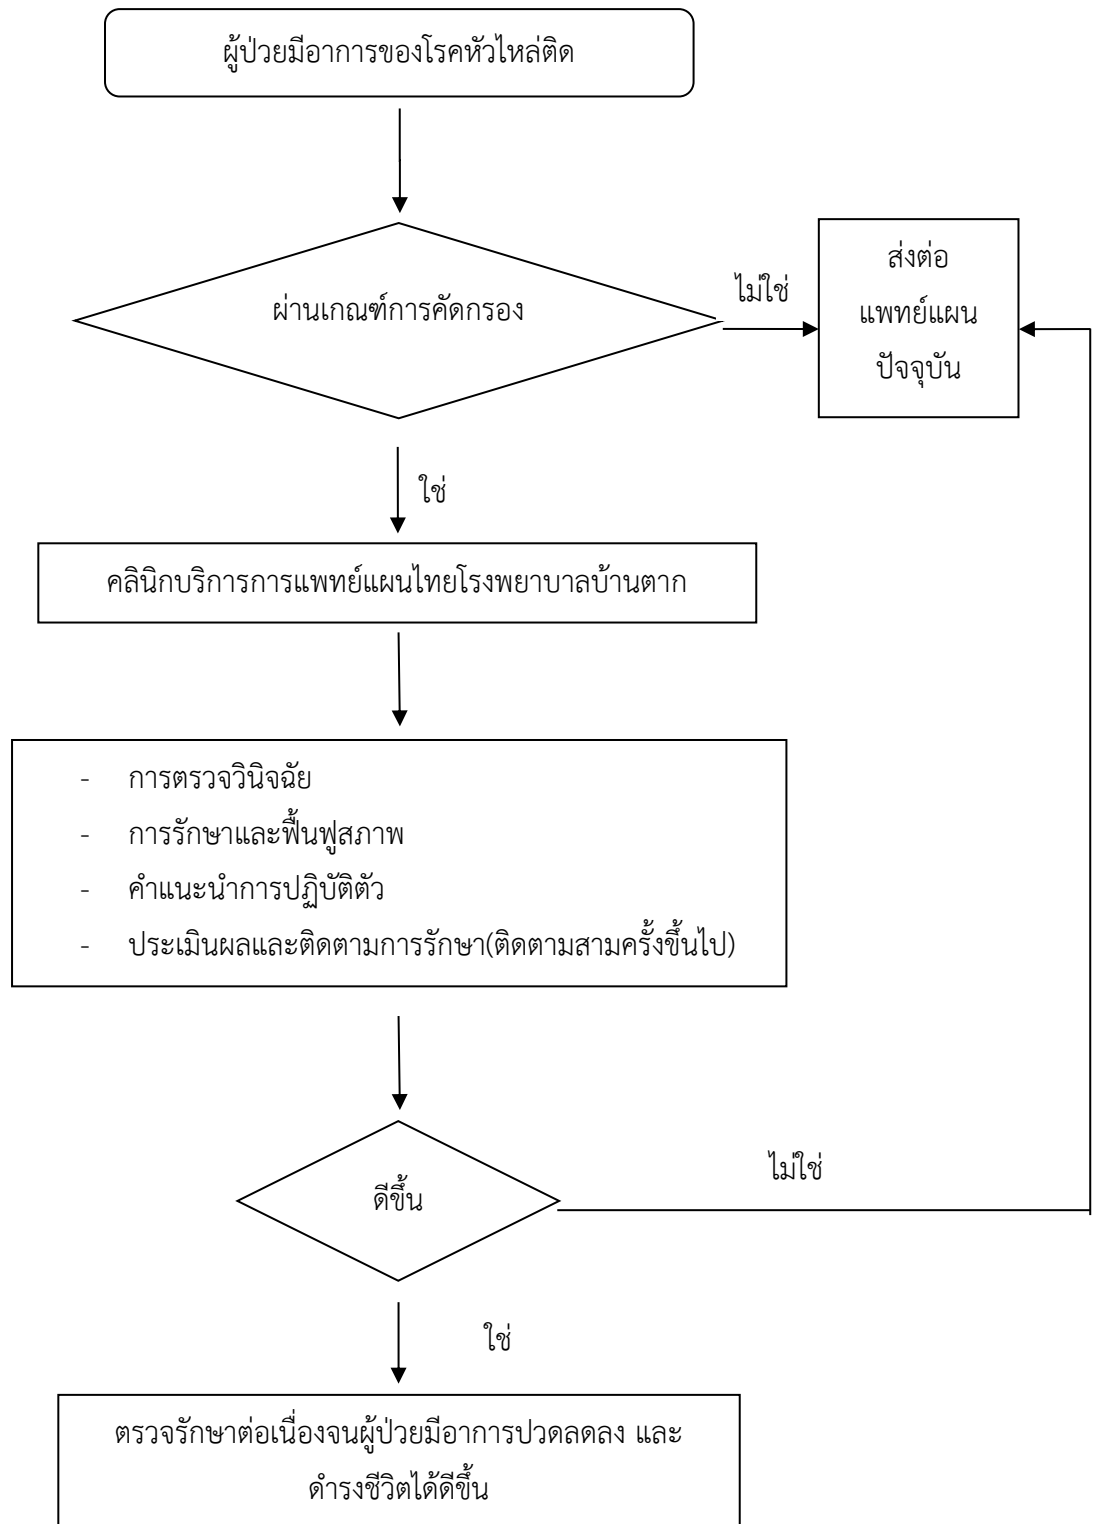 ผู้ป่วยมีอาการของโรคหัวไหล่ติด
ผ่านเกณฑ์การคัดกรอง
ไม่ใช่
ส่งต่อ
แพทย์แผน
ปัจจุบัน
ใช่
คลินิกบริการการแพทย์แผนไทยโรงพยาบาลบ้านตาก
- การตรวจวินิจฉัย
- การรักษาและฟื้นฟูสภาพ
- คำแนะนำการปฏิบัติตัว
- ประเมินผลและติดตามการรักษา(ติดตามสามครั้งขึ้นไป)
ดีขึ้น
ไม่ใช่
ใช่
ตรวจรักษาต่อเนื่องจนผู้ป่วยมีอาการปวดลดลง และ
ดำรงชีวิตได้ดีขึ้น